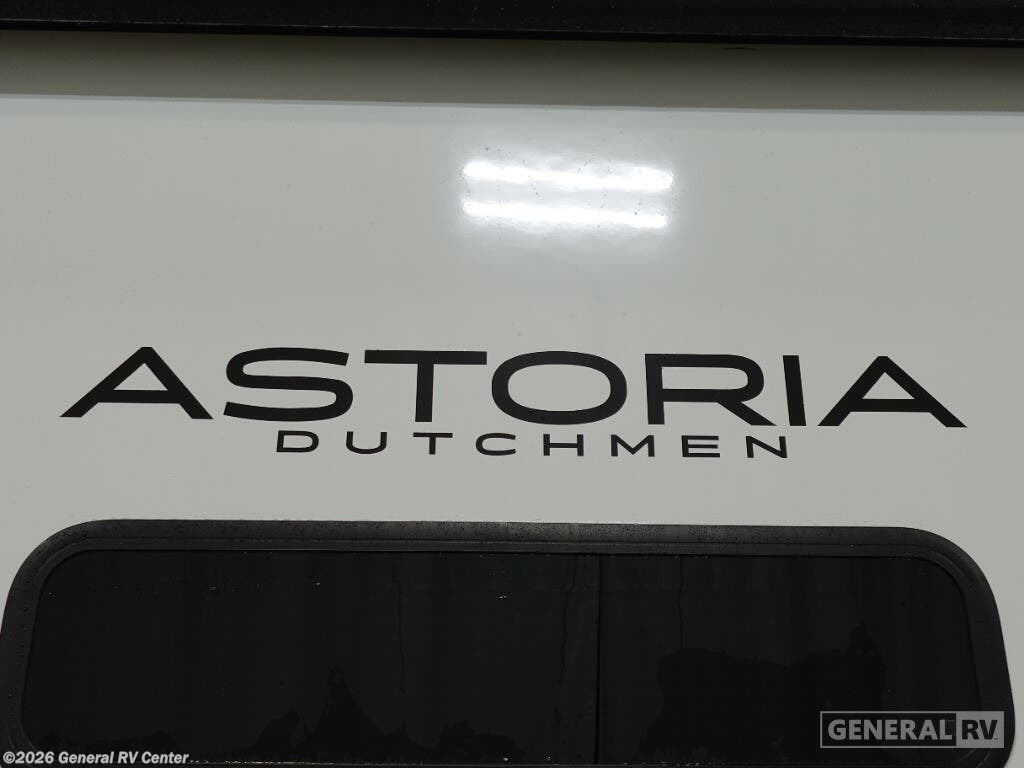 ASTORIA
DUTCHMEN
GENERAL RV
©2026 General RV Center